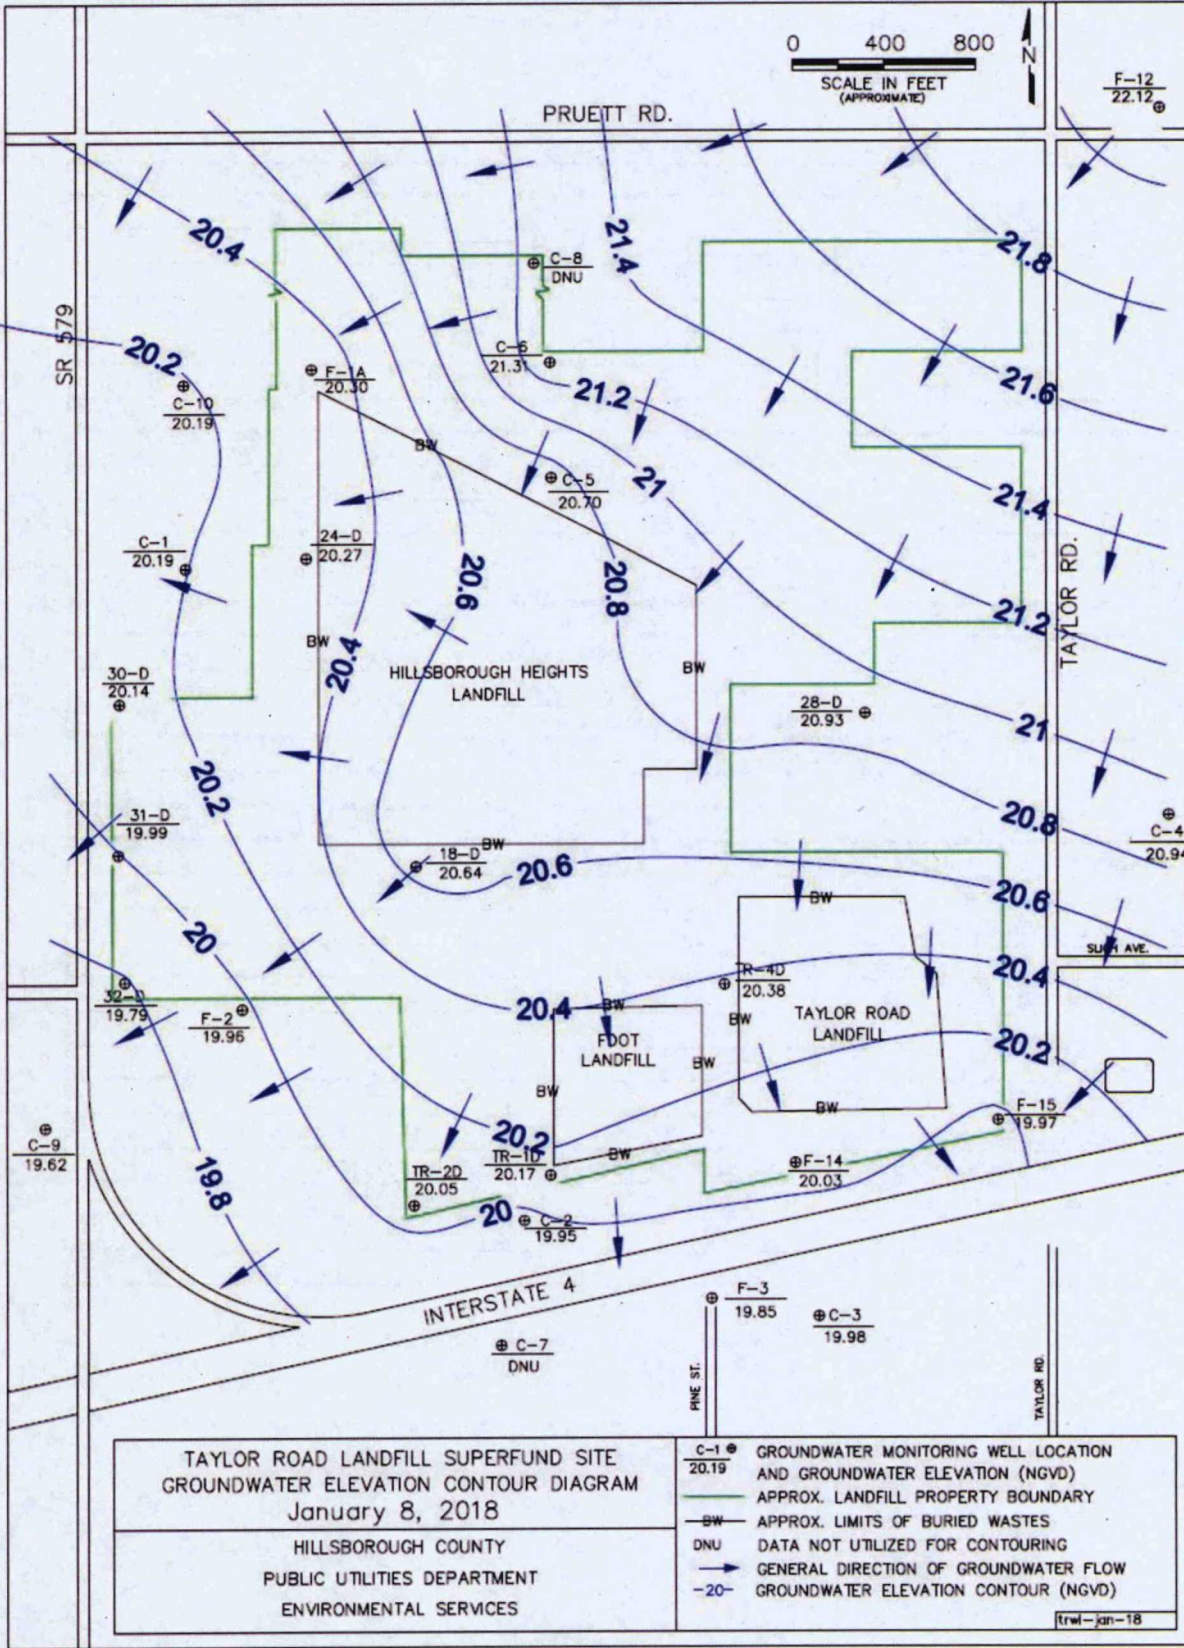 0 400 800
SCALE IN FEET
(APPROXIMATE)
N
F-12
22.12
PRUETT RD.
20.4
21.4
C-8
DNU
21.8
SR 579
20.2
C-6
21.31
F-1A
20.30
21.2
21.6
C-10
20.19
BW
21
C-5
20.70
21.4
C-1
20.19
24-D
20.27
20.6
20.8
21.2
TAYLOR RD.
BW
20.4
HILLSBOROUGH HEIGHTS
LANDFILL
BW
30-D
20.14
28-D
20.93
21
20.2
31-D
19.99
20.8
C-4
20.94
BW
18-D
20.64
20.6
BW
20.6
20
SUGH AVE.
32-D
19.79
F-2
19.96
TR-4D
20.38
20.4
20.4
BW
BW
TAYLOR ROAD
LANDFILL
FOOT
LANDFILL
20.2
BW
BW
BW
F-15
19.97
C-9
19.62
20.2
BW
TR-1D
20.17
F-14
20.03
19.8
TR-2D
20.05
20
C-2
19.95
INTERSTATE 4
F-3
19.85
C-3
19.98
C-7
DNU
PINE ST.
TAYLOR RD.
TAYLOR ROAD LANDFILL SUPERFUND SITE
GROUNDWATER ELEVATION CONTOUR DIAGRAM
January 8, 2018
HILLSBOROUGH COUNTY
PUBLIC UTILITIES DEPARTMENT
ENVIRONMENTAL SERVICES
C-1
20.19
GROUNDWATER MONITORING WELL LOCATION
AND GROUNDWATER ELEVATION (NGVD)
APPROX. LANDFILL PROPERTY BOUNDARY
BW APPROX. LIMITS OF BURIED WASTES
DNU DATA NOT UTILIZED FOR CONTOURING
GENERAL DIRECTION OF GROUNDWATER FLOW
-20- GROUNDWATER ELEVATION CONTOUR (NGVD)
trwl-jan-18